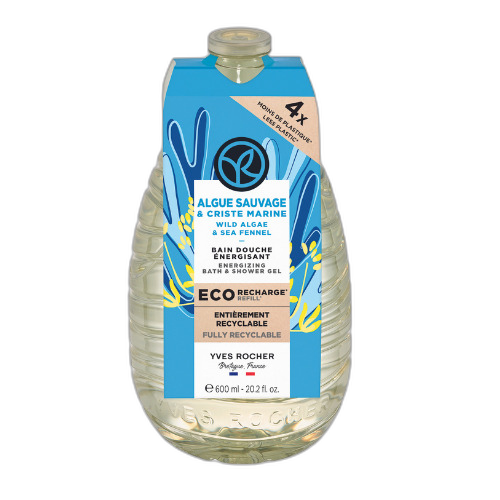 4x
MOINS DE PLASTIQUE*
LESS PLASTIC*
ALGUE SAUVAGE
& CRISTE MARINE
WILD ALGAE
& SEA FENNEL
BAIN DOUCHE
ÉNERGISANT
ENERGIZING
BATH & SHOWER GEL
ECO RECHARGE*
REFILL*
ENTIÈREMENT
RECYCLABLE
FULLY RECYCLABLE
YVES ROCHER
Bretagne, France
℮ 600 ml - 20.2 fl. oz.
YVES ROCHER